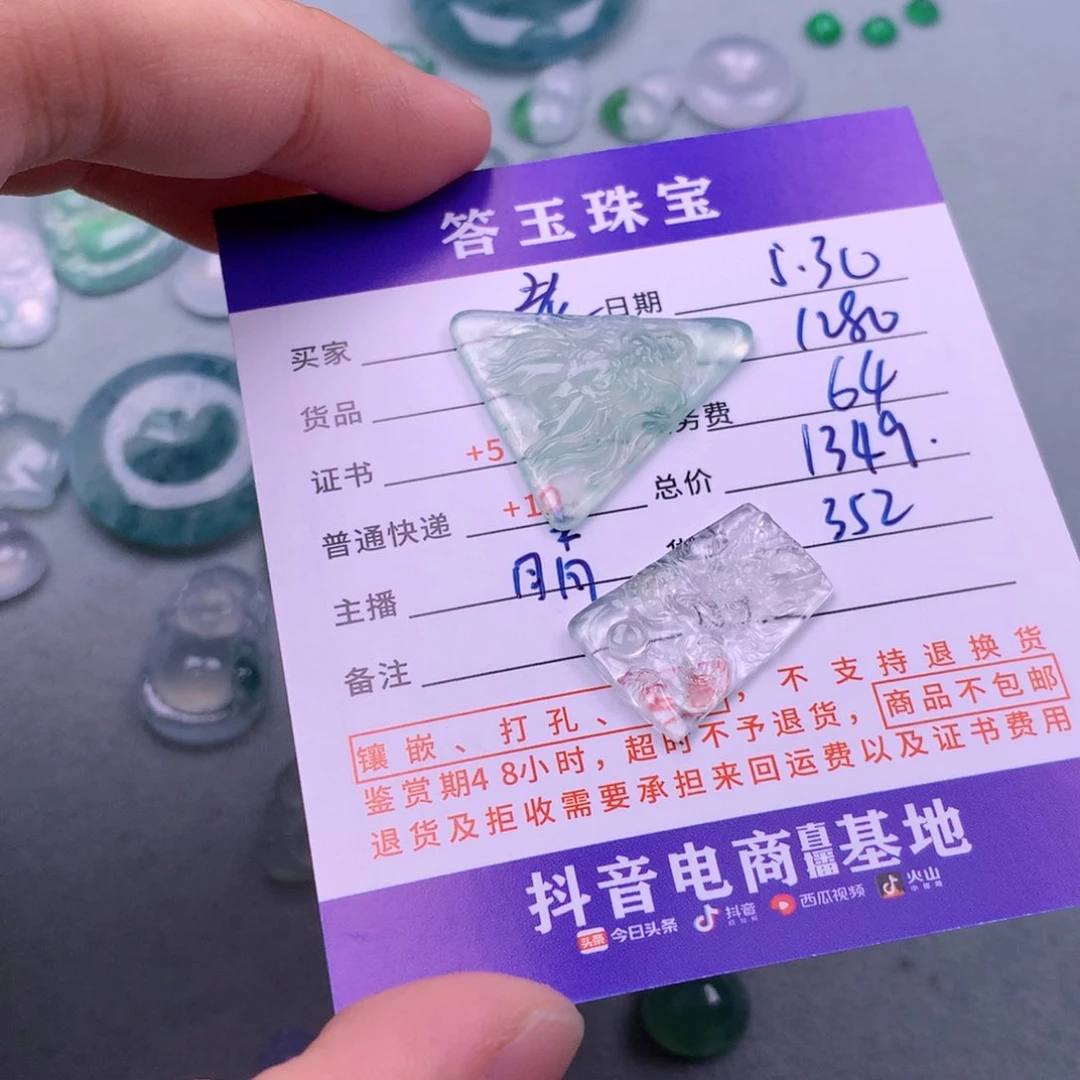 答玉珠宝
买家 日期 5.30
货品 1280
证书 +5 务费 64
普通快递 +10 总价 1349.
主播 月月 352
备注
镶嵌、打孔、 ，不支持退换货
鉴赏期48小时，超时不予退货，商品不包邮
退货及拒收需要承担来回运费以及证书费用
抖音电商直播基地
头条 今日头条 抖音 西瓜视频 火山